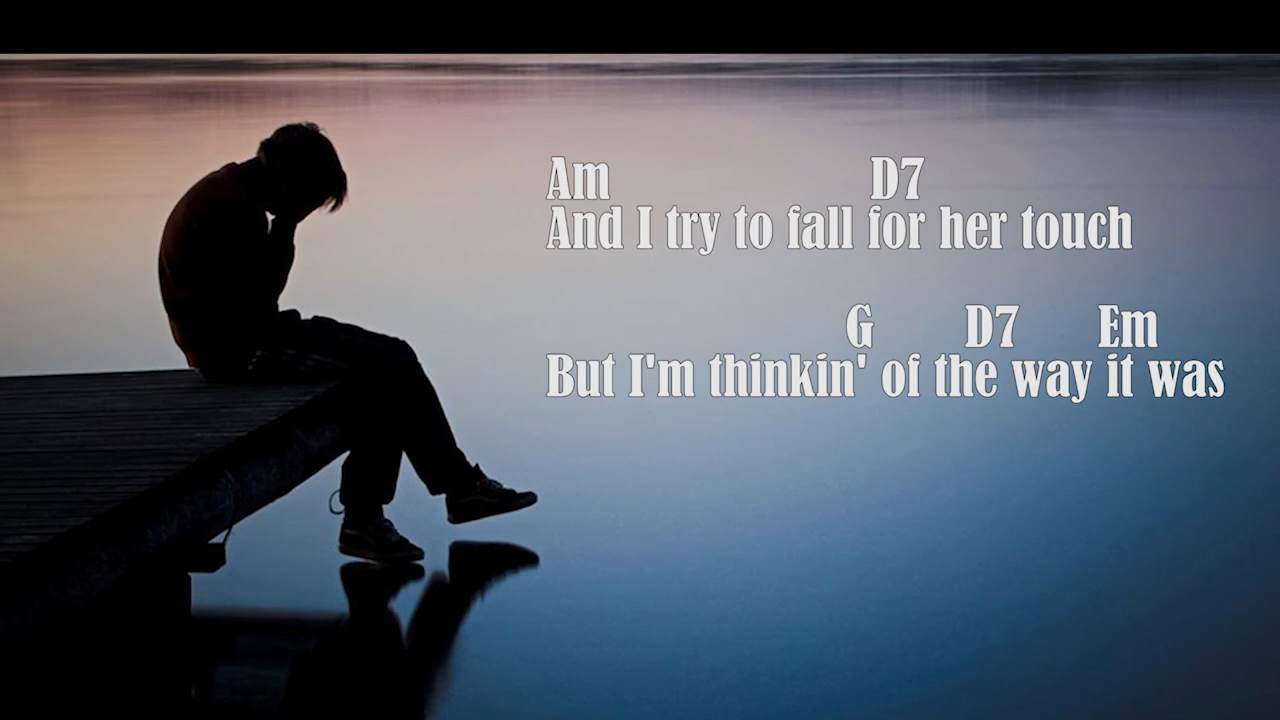 Am D7
And I try to fall for her touch
G D7 Em
But I'm thinkin' of the way it was